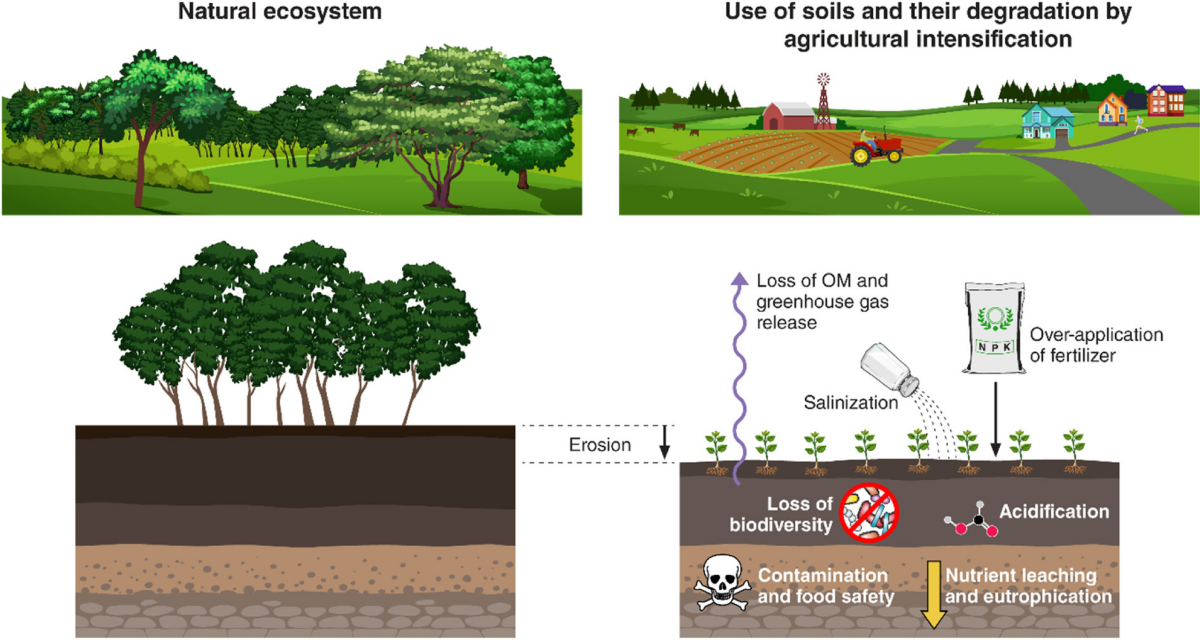 Natural ecosystem
Use of soils and their degradation by
agricultural intensification
Loss of OM and
greenhouse gas
release
N P K
Over-application
of fertilizer
Salinization
Erosion
Loss of
biodiversity
Acidification
Contamination
and food safety
Nutrient leaching
and eutrophication